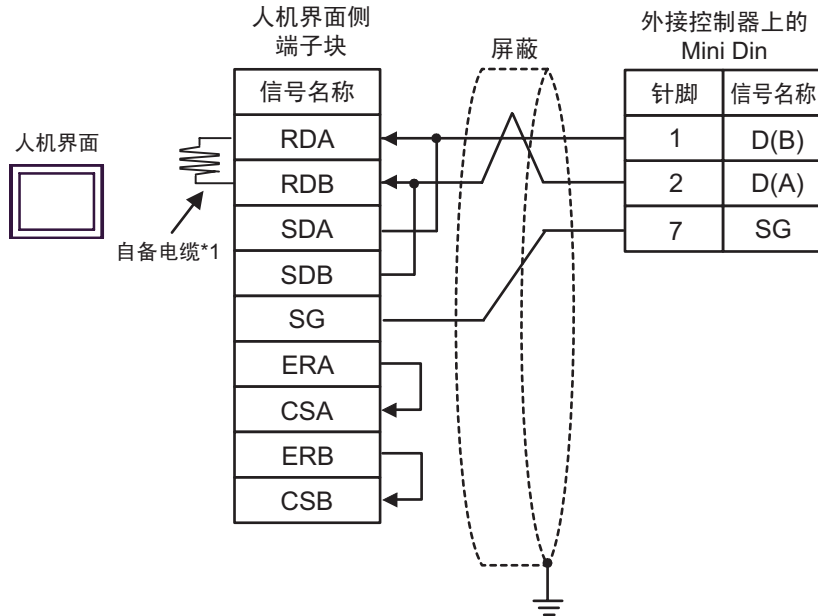 人机界面侧
端子块
屏蔽
外接控制器上的
Mini Din
信号名称
针脚 信号名称
人机界面
RDA
1 D(B)
RDB
2 D(A)
SDA
7 SG
自备电缆*1
SDB
SG
ERA
CSA
ERB
CSB